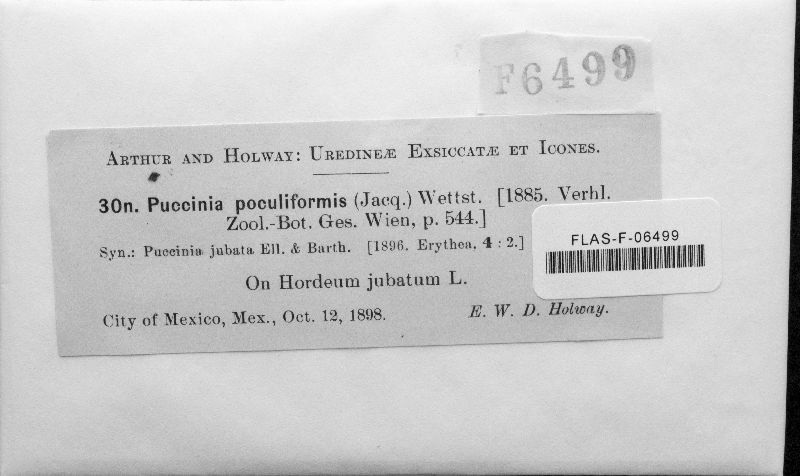 F6499
Arthur and Holway: Uredineæ Exsiccatæ et Icones.
30n. Puccinia poculiformis (Jacq.) Wettst. [1885. Verhl.
Zool.-Bot. Ges. Wien, p. 544.]
Syn.: Puccinia jubata Ell. & Barth. [1896. Erythea, 4 : 2.]
FLAS-F-06499
On Hordeum jubatum L.
City of Mexico, Mex., Oct. 12, 1898. E. W. D. Holway.